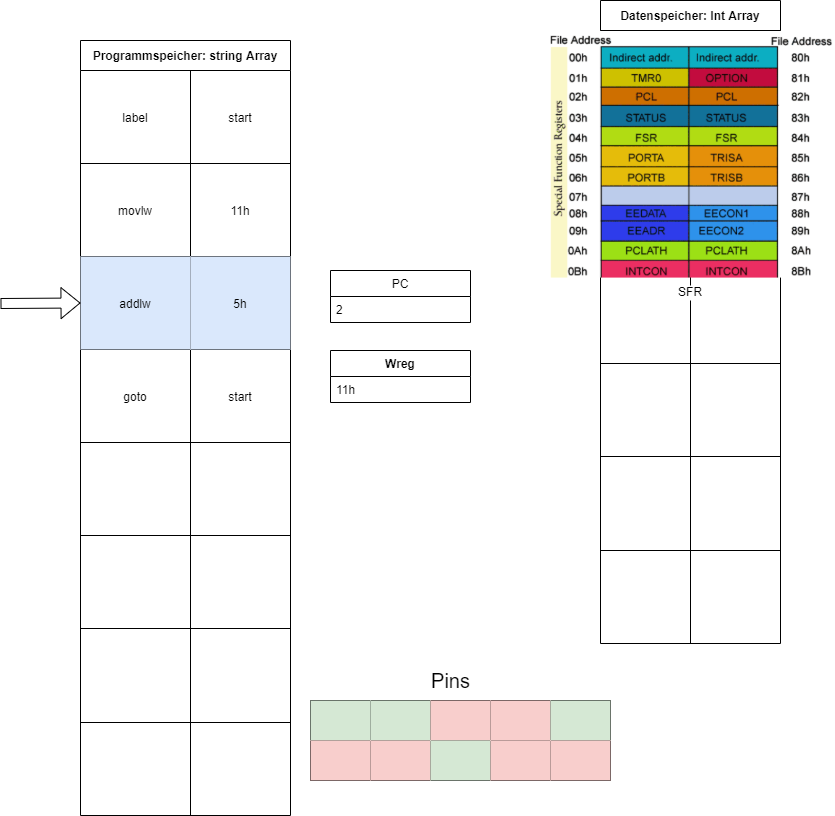 Programmspeicher: string Array
label start
movlw 11h
addlw 5h
goto start
PC
2
Wreg
11h
Datenspeicher: Int Array
File Address File Address
Special Function Registers
00h Indirect addr. Indirect addr. 80h
01h TMR0 OPTION 81h
02h PCL PCL 82h
03h STATUS STATUS 83h
04h FSR FSR 84h
05h PORTA TRISA 85h
06h PORTB TRISB 86h
07h 87h
08h EEDATA EECON1 88h
09h EEADR EECON2 89h
0Ah PCLATH PCLATH 8Ah
0Bh INTCON INTCON 8Bh
SFR
Pins